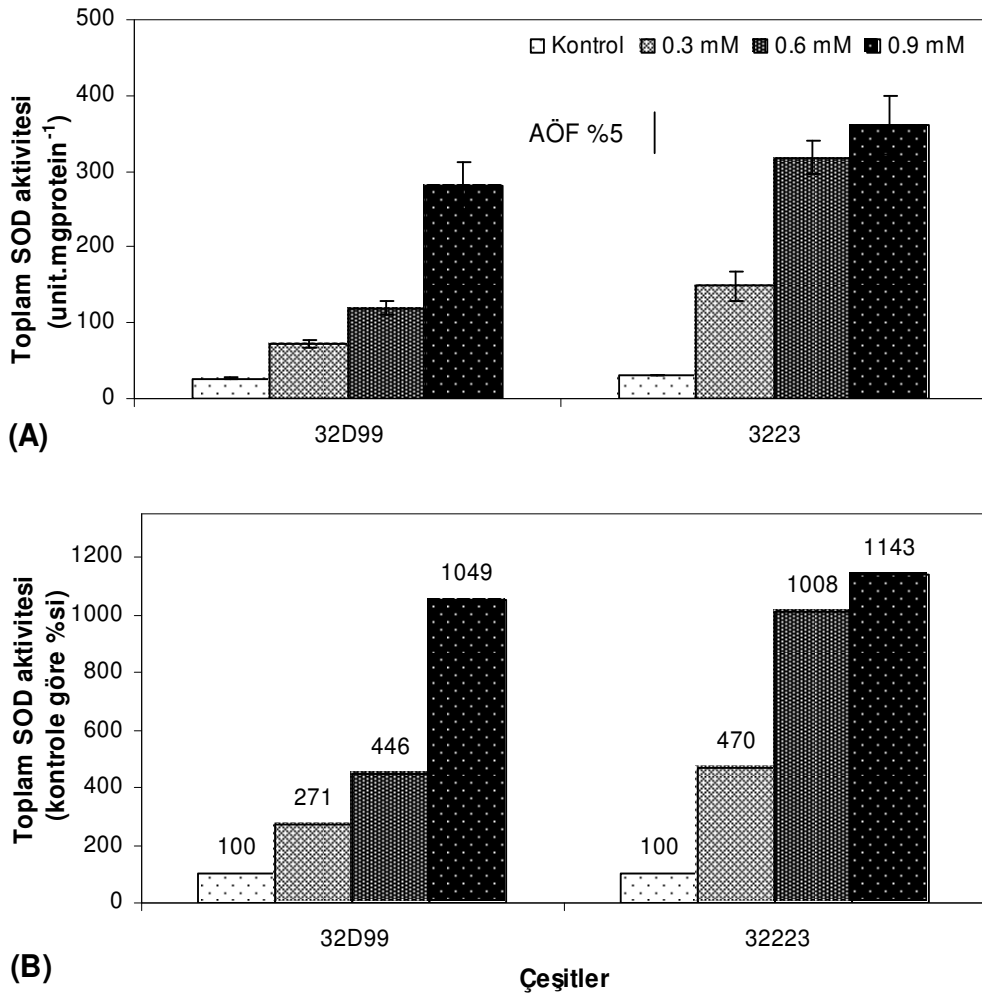 Toplam SOD aktivitesi
(unit.mgprotein⁻¹)
500
400
300
200
100
0
Kontrol 0.3 mM 0.6 mM 0.9 mM
AÖF %5
32D99 3223
(A)
Toplam SOD aktivitesi
(kontrole göre %si)
1200
1000
800
600
400
200
0
100 271 446 1049 100 470 1008 1143
32D99 32223
(B)
Çeşitler